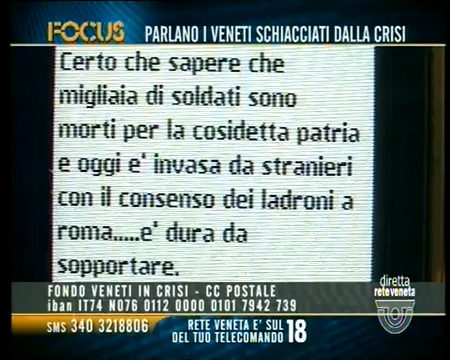 FOCUS PARLANO I VENETI SCHIACCIATI DALLA CRISI
Certo che sapere che
migliaia di soldati sono
morti per la cosidetta patria
e oggi e' invasa da stranieri
con il consenso dei ladroni a
roma.....e' dura da
sopportare.
diretta
reteveneta
FONDO VENETI IN CRISI - CC POSTALE
iban IT74 N076 0112 0000 0101 7942 739
SMS 340 3218806
RETE VENETA E' SUL
DEL TUO TELECOMANDO 18